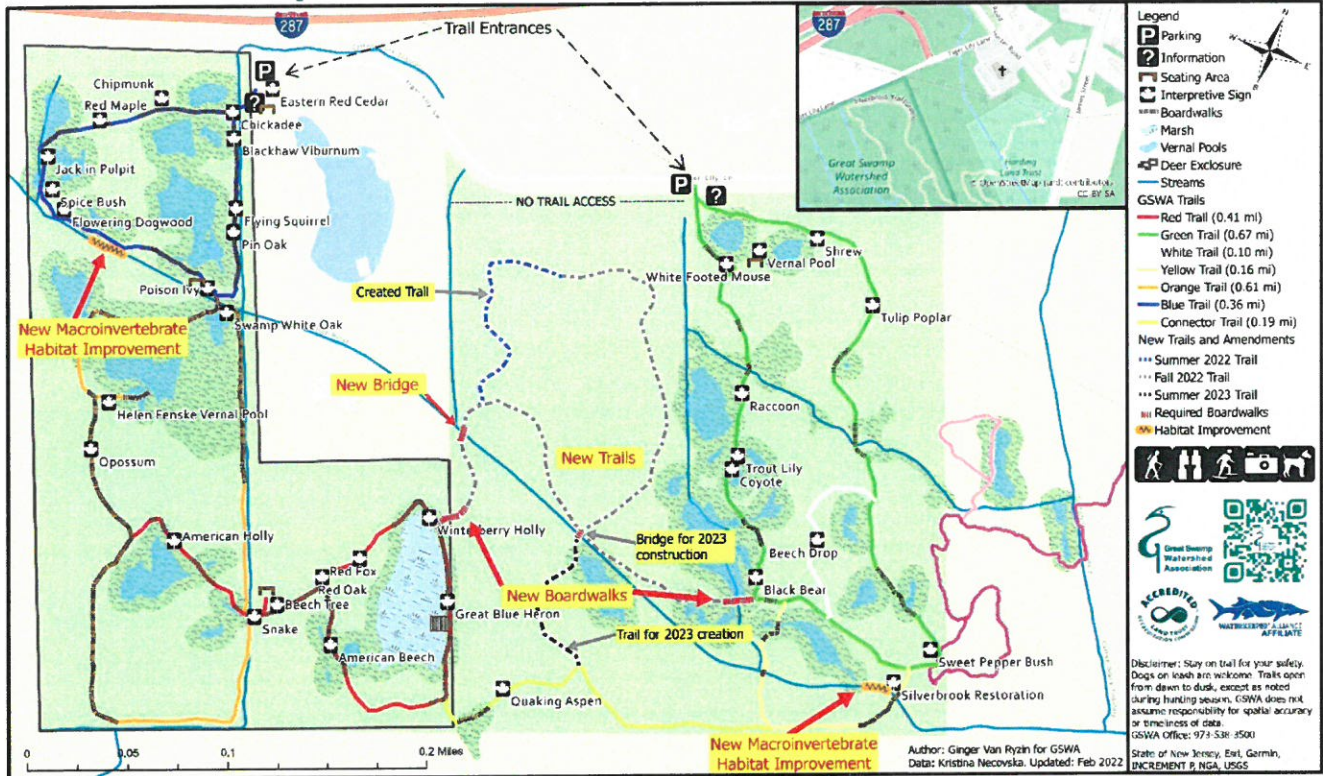 287
Trail Entrances
287
Great Swamp
Watershed
Association
Harding
Land Trust
CC BY SA
Chipmunk
Red Maple
Eastern Red Cedar
Chickadee
Blackhaw Viburnum
Jack in Pulpit
Spice Bush
Flowering Dogwood
Flying Squirrel
Pin Oak
NO TRAIL ACCESS
White Footed Mouse
Vernal Pool
Shrew
Tulip Poplar
Poison Ivy
Swamp White Oak
Created Trail
New Macroinvertebrate
Habitat Improvement
New Bridge
Helen Fenske Vernal Pool
Opossum
Raccoon
New Trails
Trout Lily
Coyote
American Holly
Winterberry Holly
Bridge for 2023
construction
Beech Drop
Red Fox
Red Oak
Beech Tree
Snake
New Boardwalks
Black Bear
Great Blue Heron
Trail for 2023 creation
American Beech
Sweet Pepper Bush
Quaking Aspen
Silverbrook Restoration
New Macroinvertebrate
Habitat Improvement
0 0.05 0.1 0.2 Miles
Author: Ginger Van Ryzin for GSWA
Data: Kristina Necovska. Updated: Feb 2022
Legend
P Parking
? Information
Seating Area
Interpretive Sign
Boardwalks
Marsh
Vernal Pools
Deer Exclosure
Streams
GSWA Trails
Red Trail (0.41 mi)
Green Trail (0.67 mi)
White Trail (0.10 mi)
Yellow Trail (0.16 mi)
Orange Trail (0.61 mi)
Blue Trail (0.36 mi)
Connector Trail (0.19 mi)
New Trails and Amendments
Summer 2022 Trail
Fall 2022 Trail
Summer 2023 Trail
Required Boardwalks
Habitat Improvement
N
E
S
W
Great Swamp
Watershed
Association
ACCREDITED
LAND TRUST
WATERKEEPER ALLIANCE
AFFILIATE
Disclaimer: Stay on trail for your safety.
Dogs on leash are welcome. Trails open
from dawn to dusk, except as noted
during hunting season. GSWA does not
assume responsibility for spatial accuracy
or timeliness of data.
GSWA Office: 973-538-3500
State of New Jersey, Esri, Garmin,
INCREMENT P, NGA, USGS